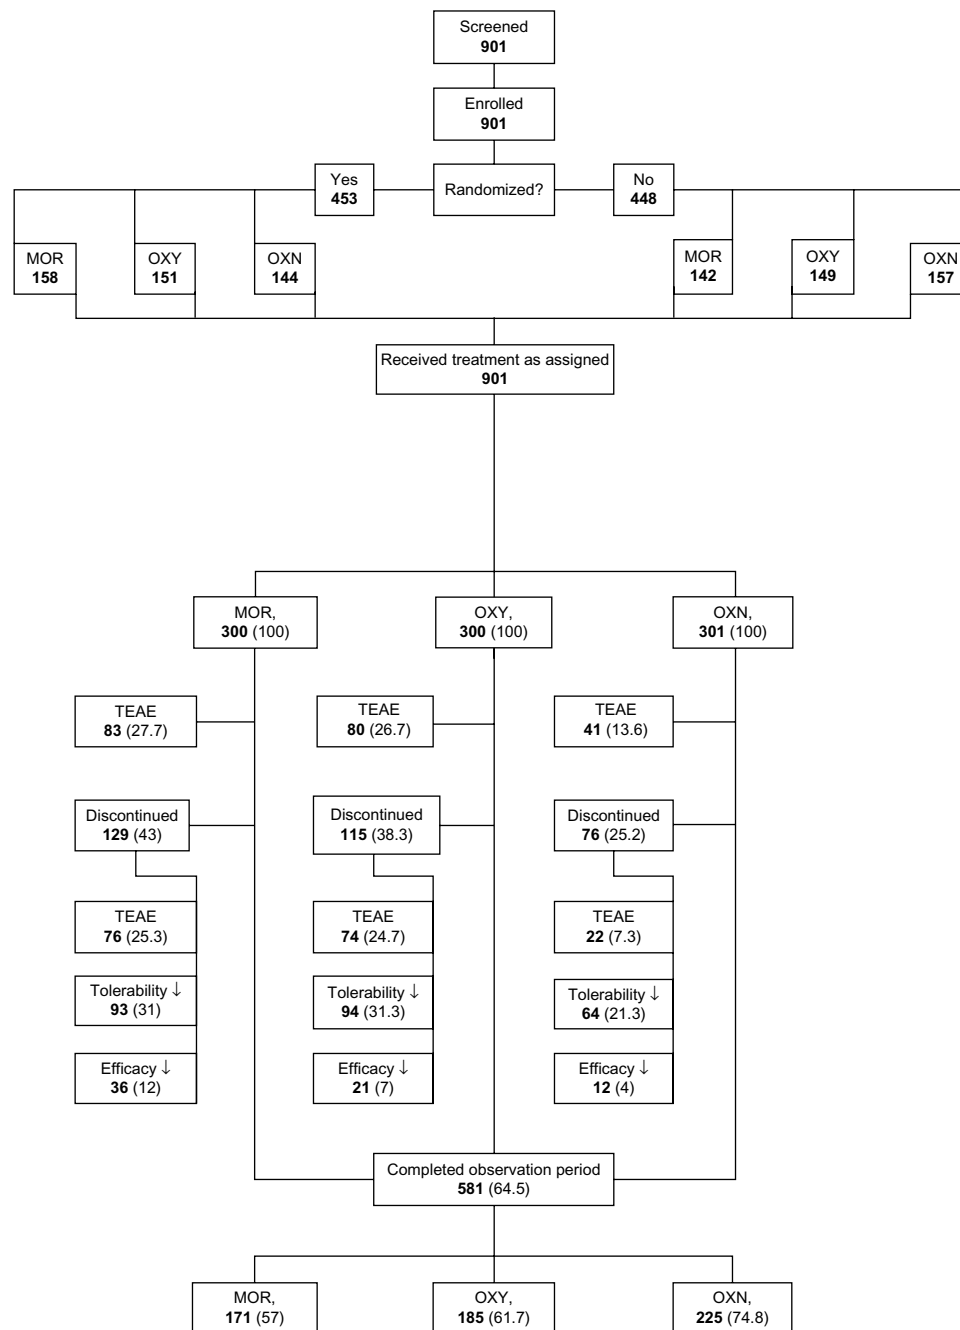 Screened
901
Enrolled
901
Yes
453
Randomized?
No
448
MOR
158
OXY
151
OXN
144
MOR
142
OXY
149
OXN
157
Received treatment as assigned
901
MOR,
300 (100)
OXY,
300 (100)
OXN,
301 (100)
TEAE
83 (27.7)
TEAE
80 (26.7)
TEAE
41 (13.6)
Discontinued
129 (43)
Discontinued
115 (38.3)
Discontinued
76 (25.2)
TEAE
76 (25.3)
TEAE
74 (24.7)
TEAE
22 (7.3)
Tolerability ↓
93 (31)
Tolerability ↓
94 (31.3)
Tolerability ↓
64 (21.3)
Efficacy ↓
36 (12)
Efficacy ↓
21 (7)
Efficacy ↓
12 (4)
Completed observation period
581 (64.5)
MOR,
171 (57)
OXY,
185 (61.7)
OXN,
225 (74.8)